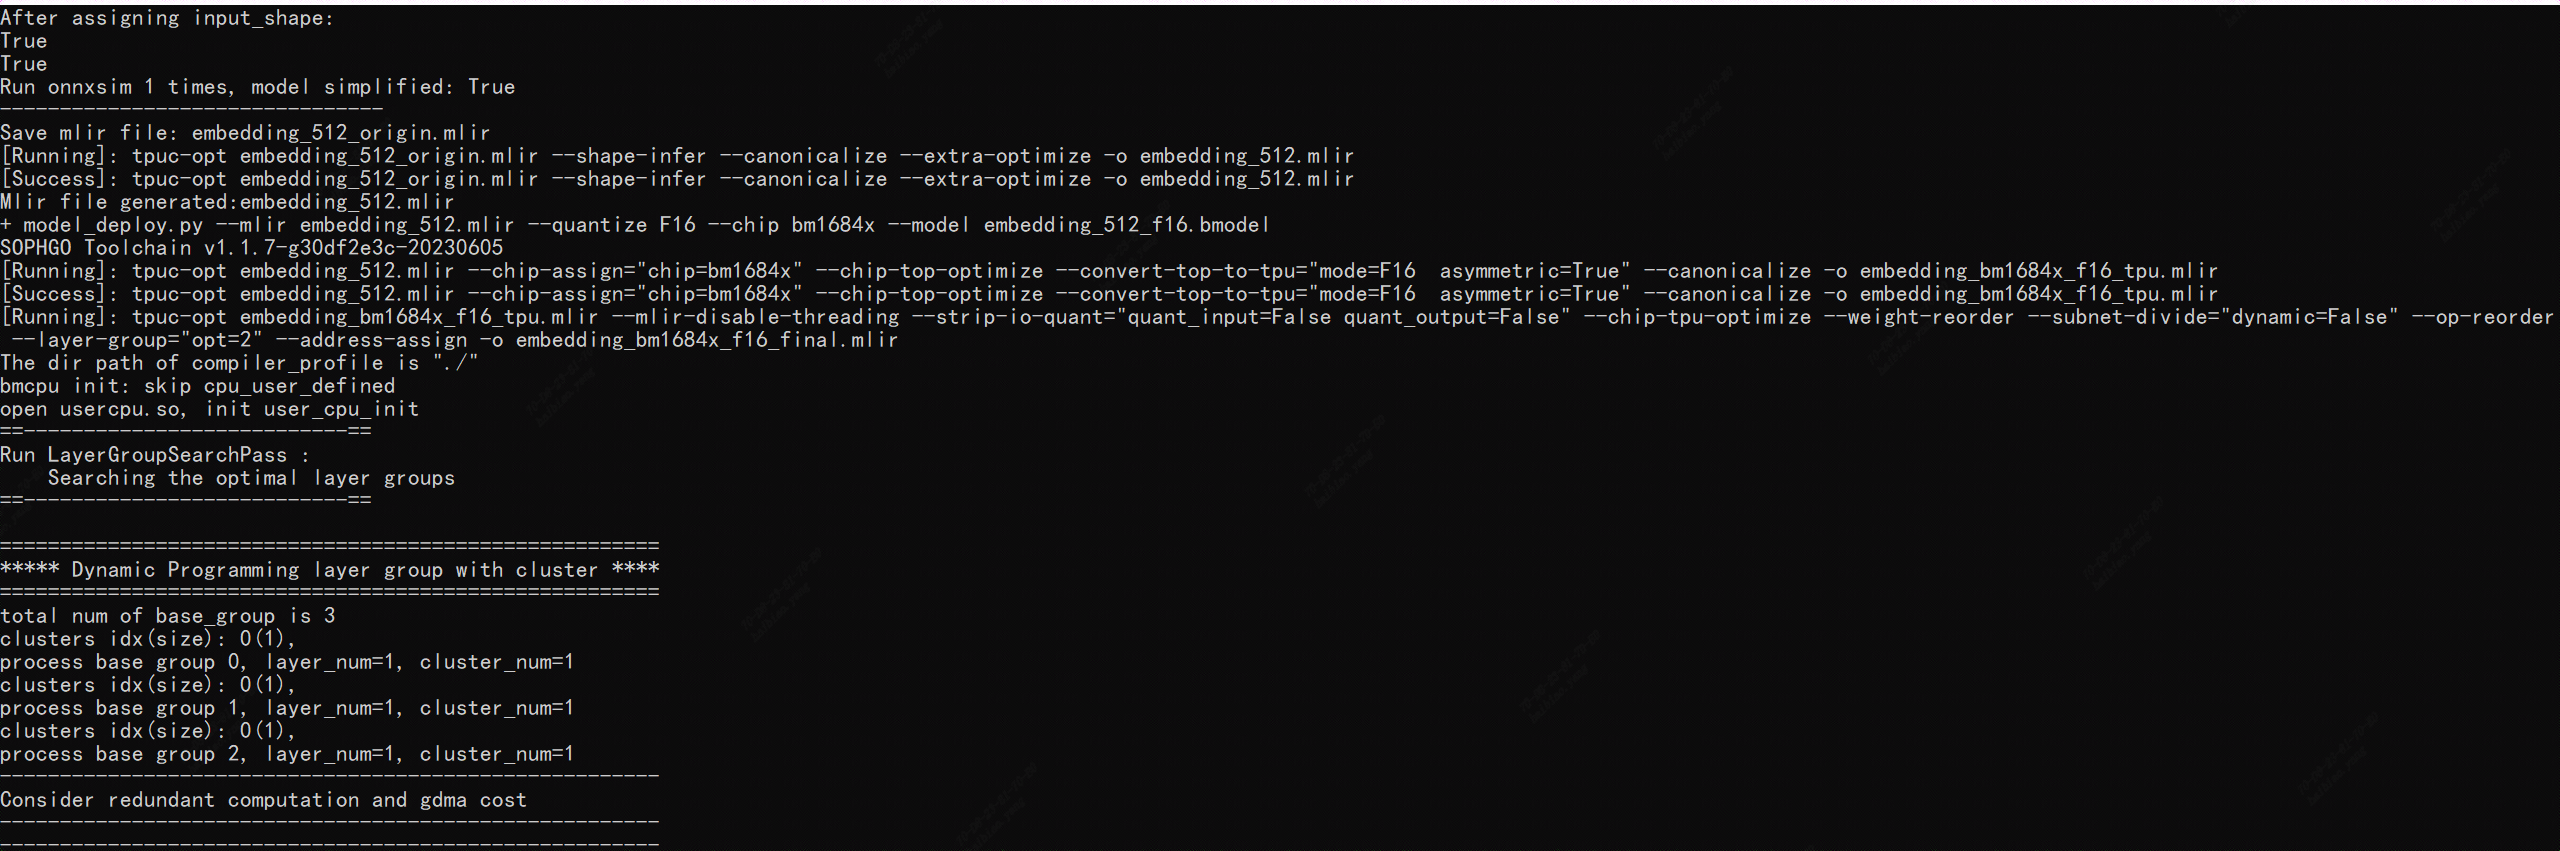 After assigning input_shape:
True
True
Run onnxsim 1 times, model simplified: True
--------------------------------
Save mlir file: embedding_512_origin.mlir
[Running]: tpuc-opt embedding_512_origin.mlir --shape-infer --canonicalize --extra-optimize -o embedding_512.mlir
[Success]: tpuc-opt embedding_512_origin.mlir --shape-infer --canonicalize --extra-optimize -o embedding_512.mlir
Mlir file generated:embedding_512.mlir
+ model_deploy.py --mlir embedding_512.mlir --quantize F16 --chip bm1684x --model embedding_512_f16.bmodel
SOPHGO Toolchain v1.1.7-g30df2e3c-20230605
[Running]: tpuc-opt embedding_512.mlir --chip-assign="chip=bm1684x" --chip-top-optimize --convert-top-to-tpu="mode=F16  asymmetric=True" --canonicalize -o embedding_bm1684x_f16_tpu.mlir
[Success]: tpuc-opt embedding_512.mlir --chip-assign="chip=bm1684x" --chip-top-optimize --convert-top-to-tpu="mode=F16  asymmetric=True" --canonicalize -o embedding_bm1684x_f16_tpu.mlir
[Running]: tpuc-opt embedding_bm1684x_f16_tpu.mlir --mlir-disable-threading --strip-io-quant="quant_input=False quant_output=False" --chip-tpu-optimize --weight-reorder --subnet-divide="dynamic=False" --op-reorder
 --layer-group="opt=2" --address-assign -o embedding_bm1684x_f16_final.mlir
The dir path of compiler_profile is "./"
bmcpu init: skip cpu_user_defined
open usercpu.so, init user_cpu_init
==---------------------------==
Run LayerGroupSearchPass :
    Searching the optimal layer groups
==---------------------------==
=======================================================
***** Dynamic Programming layer group with cluster ****
=======================================================
total num of base_group is 3
clusters idx(size): 0(1),
process base group 0, layer_num=1, cluster_num=1
clusters idx(size): 0(1),
process base group 1, layer_num=1, cluster_num=1
clusters idx(size): 0(1),
process base group 2, layer_num=1, cluster_num=1
-------------------------------------------------------
Consider redundant computation and gdma cost
-------------------------------------------------------
-------------------------------------------------------